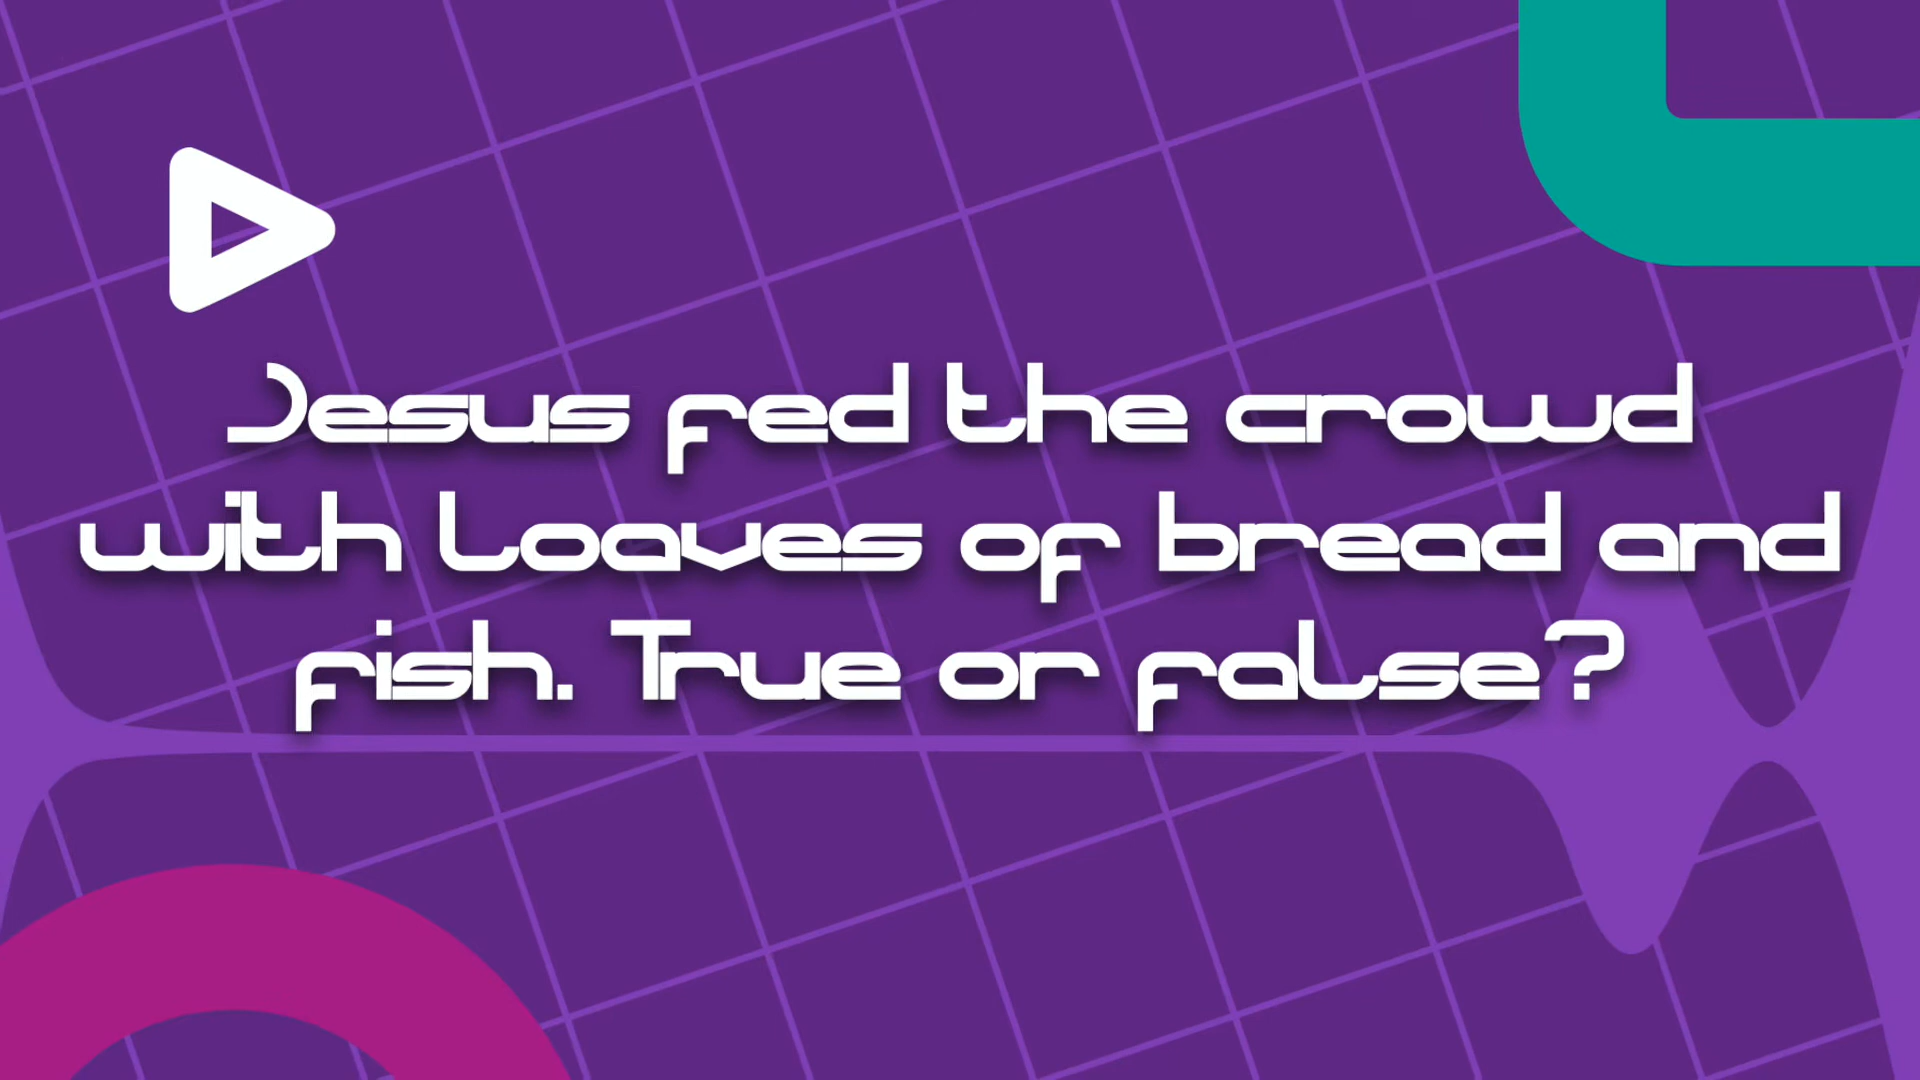 Jesus fed the crowd
with loaves of bread and
fish. True or false?